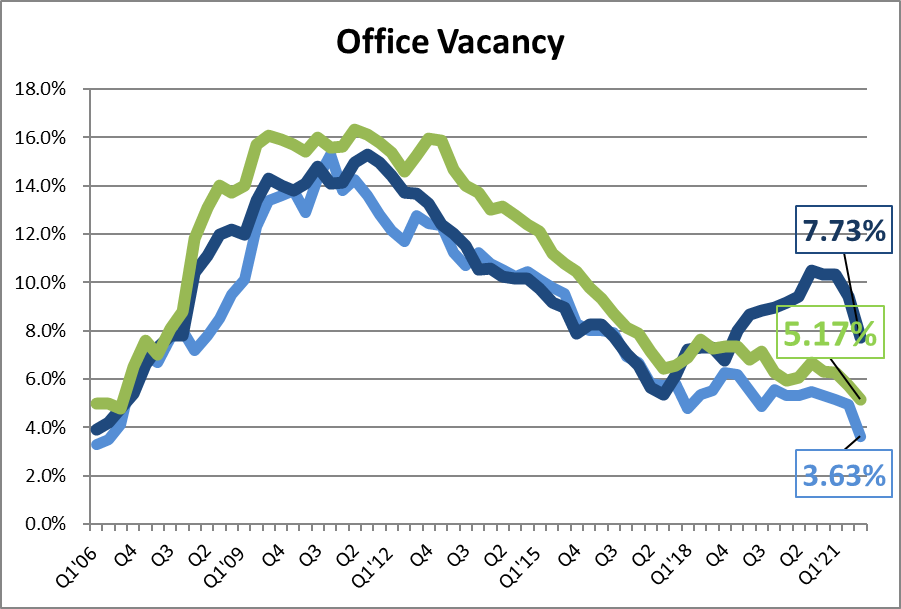 Office Vacancy
18.0%
16.0%
14.0%
12.0%
10.0%
8.0%
6.0%
4.0%
2.0%
0.0%
7.73%
5.17%
3.63%
Q1'06
Q4
Q3
Q2
Q1'09
Q4
Q3
Q2
Q1'12
Q4
Q3
Q2
Q1'15
Q4
Q3
Q2
Q1'18
Q4
Q3
Q2
Q1'21